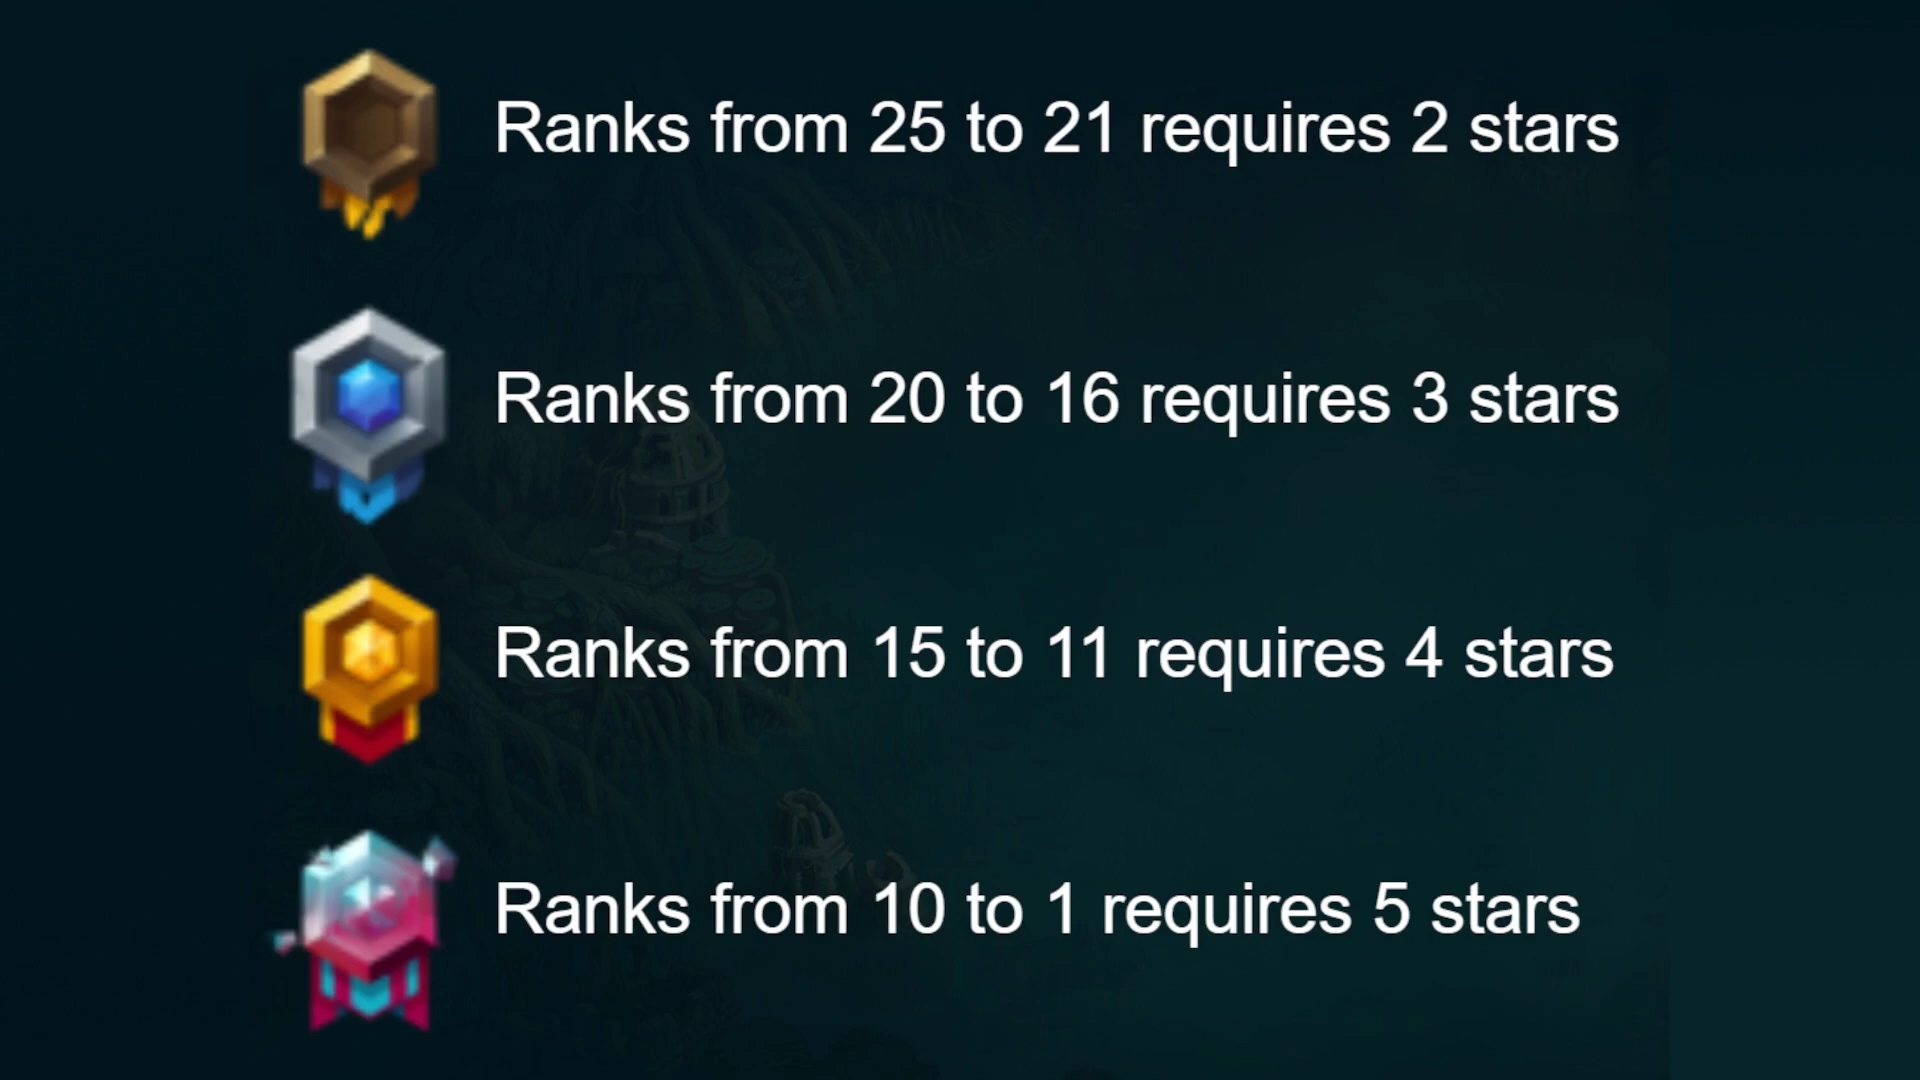 Ranks from 25 to 21 requires 2 stars
Ranks from 20 to 16 requires 3 stars
Ranks from 15 to 11 requires 4 stars
Ranks from 10 to 1 requires 5 stars